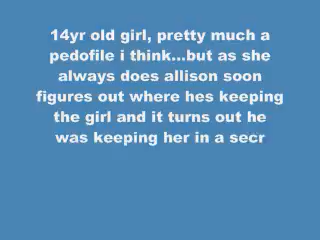 14yr old girl, pretty much a
pedofile i think...but as she
always does allison soon
figures out where hes keeping
the girl and it turns out he
was keeping her in a secr